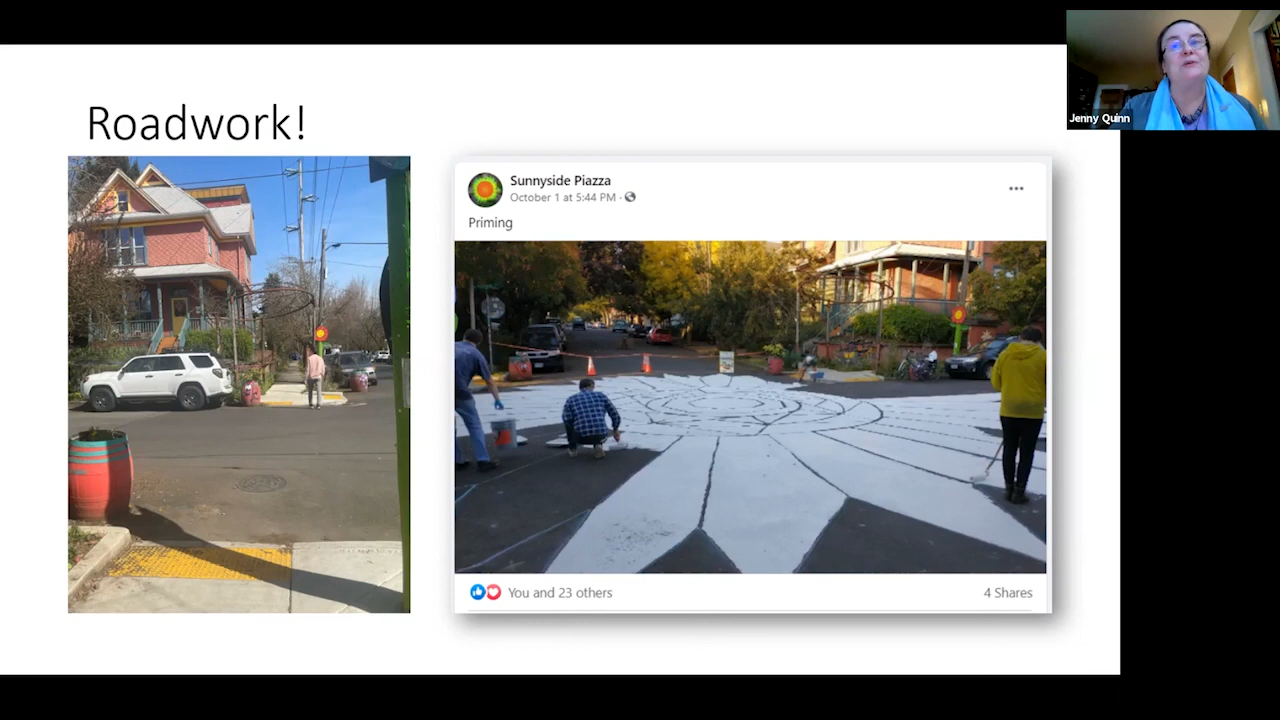 Roadwork!
Jenny Quinn
Sunnyside Piazza
October 1 at 5:44 PM ·
Priming
You and 23 others
4 Shares